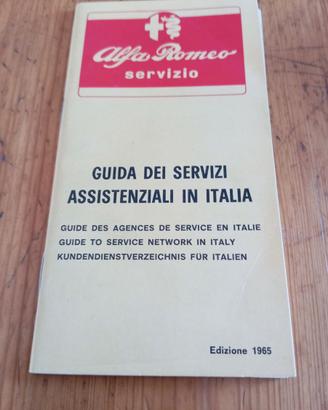 Alfa Romeo
servizio
GUIDA DEI SERVIZI
ASSISTENZIALI IN ITALIA
GUIDE DES AGENCES DE SERVICE EN ITALIE
GUIDE TO SERVICE NETWORK IN ITALY
KUNDENDIENSTVERZEICHNIS FÜR ITALIEN
Edizione 1965